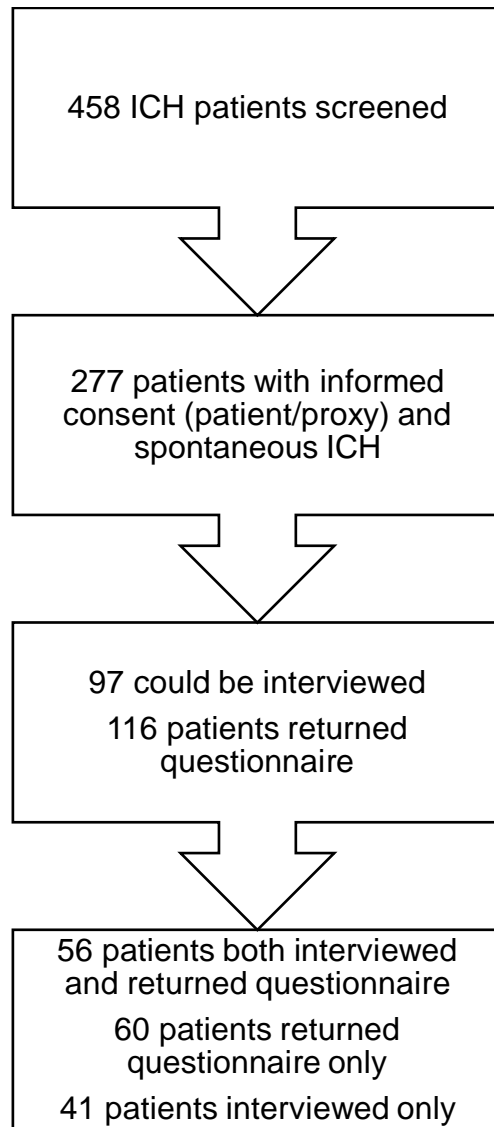 458 ICH patients screened
277 patients with informed
consent (patient/proxy) and
spontaneous ICH
97 could be interviewed
116 patients returned
questionnaire
56 patients both interviewed
and returned questionnaire
60 patients returned
questionnaire only
41 patients interviewed only